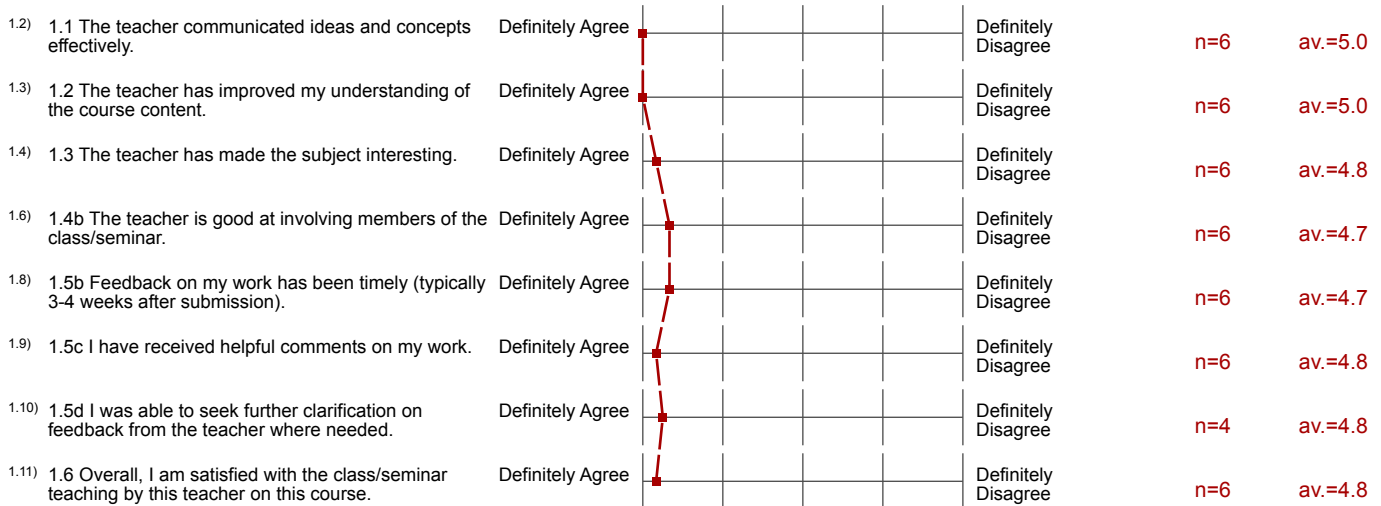 1.2) 1.1 The teacher communicated ideas and concepts effectively. Definitely Agree Definitely Disagree n=6 av.=5.0
1.3) 1.2 The teacher has improved my understanding of the course content. Definitely Agree Definitely Disagree n=6 av.=5.0
1.4) 1.3 The teacher has made the subject interesting. Definitely Agree Definitely Disagree n=6 av.=4.8
1.6) 1.4b The teacher is good at involving members of the class/seminar. Definitely Agree Definitely Disagree n=6 av.=4.7
1.8) 1.5b Feedback on my work has been timely (typically 3-4 weeks after submission). Definitely Agree Definitely Disagree n=6 av.=4.7
1.9) 1.5c I have received helpful comments on my work. Definitely Agree Definitely Disagree n=6 av.=4.8
1.10) 1.5d I was able to seek further clarification on feedback from the teacher where needed. Definitely Agree Definitely Disagree n=4 av.=4.8
1.11) 1.6 Overall, I am satisfied with the class/seminar teaching by this teacher on this course. Definitely Agree Definitely Disagree n=6 av.=4.8